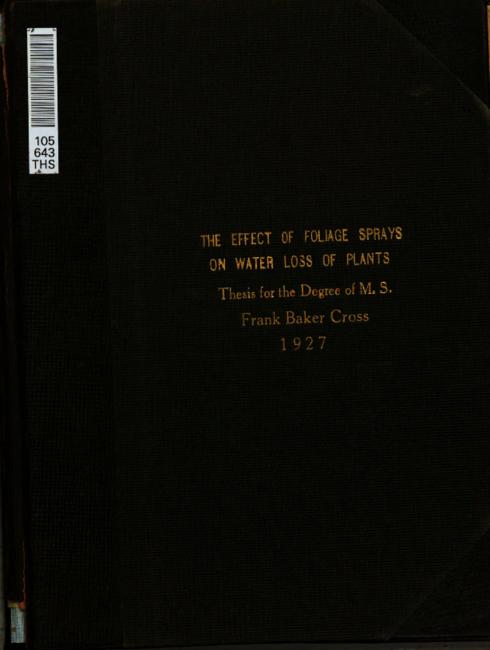 105
643
THS
THE EFFECT OF FOLIAGE SPRAYS
ON WATER LOSS OF PLANTS
Thesis for the Degree of M. S.
Frank Baker Cross
1927